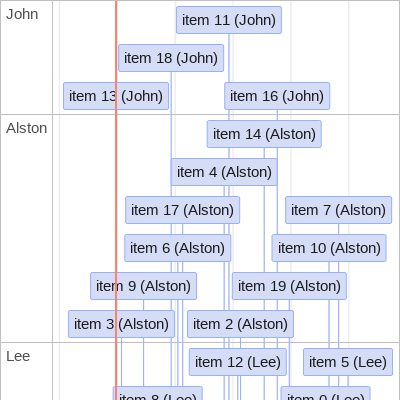 John
item 11 (John)
item 18 (John)
item 13 (John)
item 16 (John)
Alston
item 14 (Alston)
item 4 (Alston)
item 17 (Alston)
item 7 (Alston)
item 6 (Alston)
item 10 (Alston)
item 9 (Alston)
item 19 (Alston)
item 3 (Alston)
item 2 (Alston)
Lee
item 12 (Lee)
item 5 (Lee)
item 8 (Lee)
item 0 (Lee)